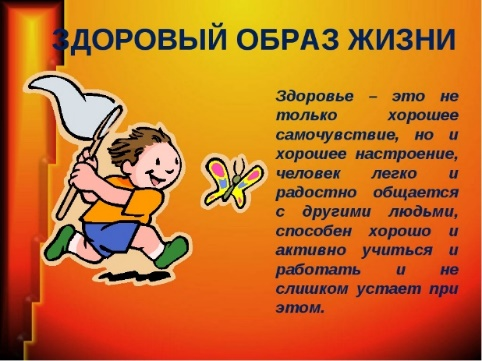 ЗДОРОВЫЙ ОБРАЗ ЖИЗНИ
Здоровье – это не
только хорошее
самочувствие, но и
хорошее настроение,
человек легко и
радостно общается
с другими людьми,
способен хорошо и
активно учиться и
работать и не
слишком устает при
этом.